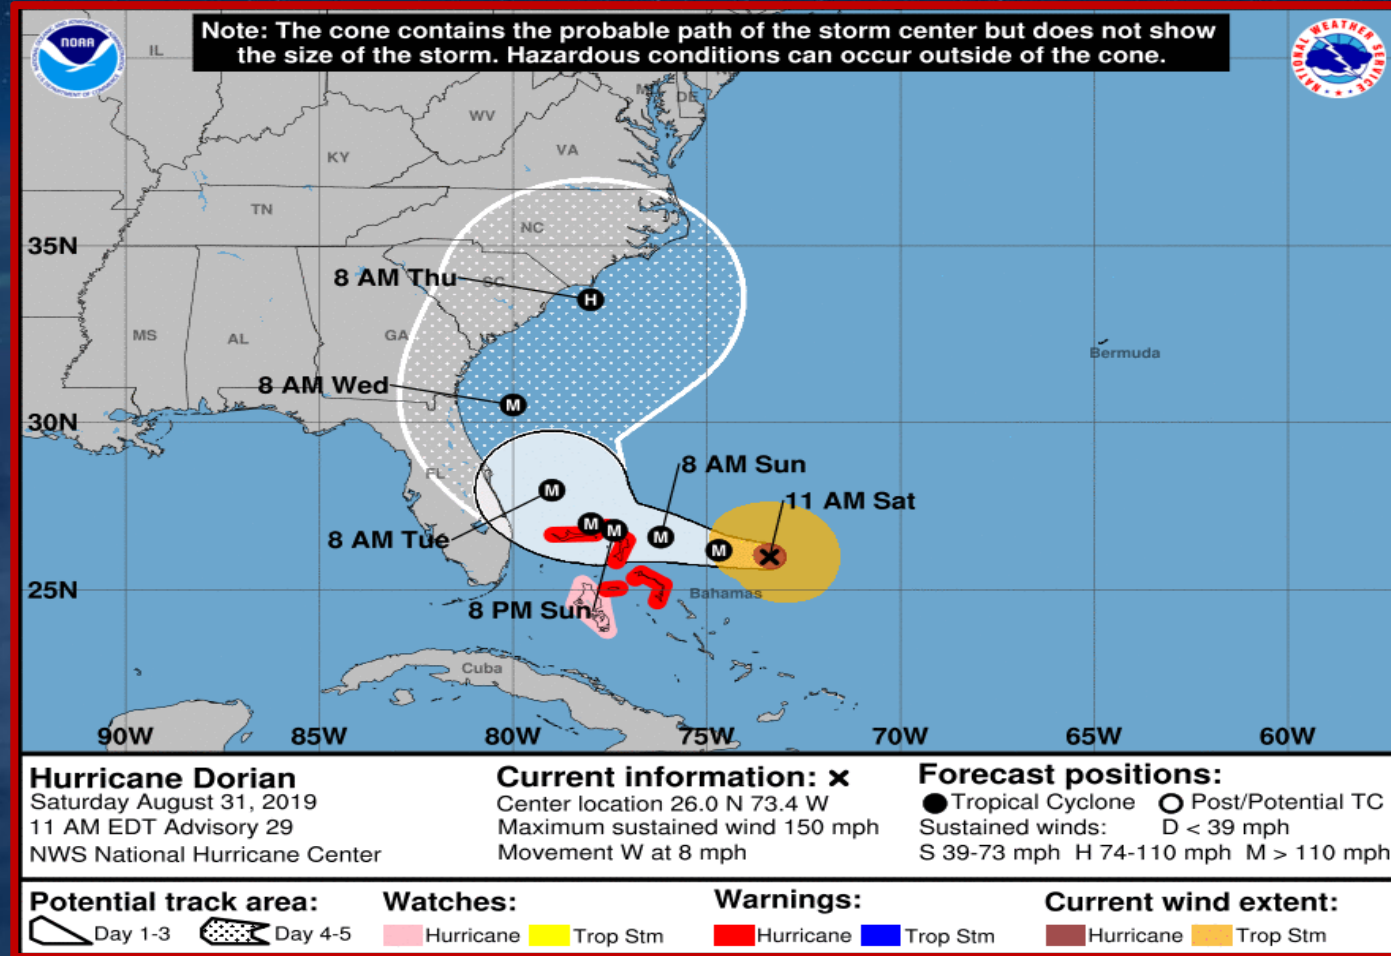 Note: The cone contains the probable path of the storm center but does not show
the size of the storm. Hazardous conditions can occur outside of the cone.
NOAA
NATIONAL WEATHER SERVICE
IL
WV
DE
KY
VA
TN
NC
35N
8 AM Thu
SC
MS
AL
GA
Bermuda
8 AM Wed
30N
FL
8 AM Sun
11 AM Sat
8 AM Tue
25N
Bahamas
8 PM Sun
Cuba
H
M
M
M
M
M
M
90W 85W 80W 75W 70W 65W 60W
Hurricane Dorian
Saturday August 31, 2019
11 AM EDT Advisory 29
NWS National Hurricane Center
Current information: ×
Center location 26.0 N 73.4 W
Maximum sustained wind 150 mph
Movement W at 8 mph
Forecast positions:
Tropical Cyclone Post/Potential TC
Sustained winds: D < 39 mph
S 39-73 mph H 74-110 mph M > 110 mph
Potential track area:
Day 1-3 Day 4-5
Watches:
Hurricane Trop Stm
Warnings:
Hurricane Trop Stm
Current wind extent:
Hurricane Trop Stm